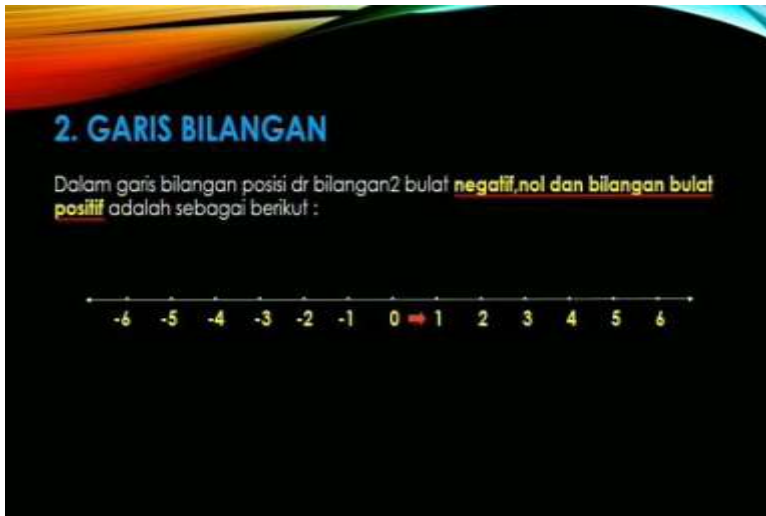 2. GARIS BILANGAN
Dalam garis bilangan posisi dr bilangan2 bulat negatif,nol dan bilangan bulat
positif adalah sebagai berikut :
-6 -5 -4 -3 -2 -1 0 1 2 3 4 5 6